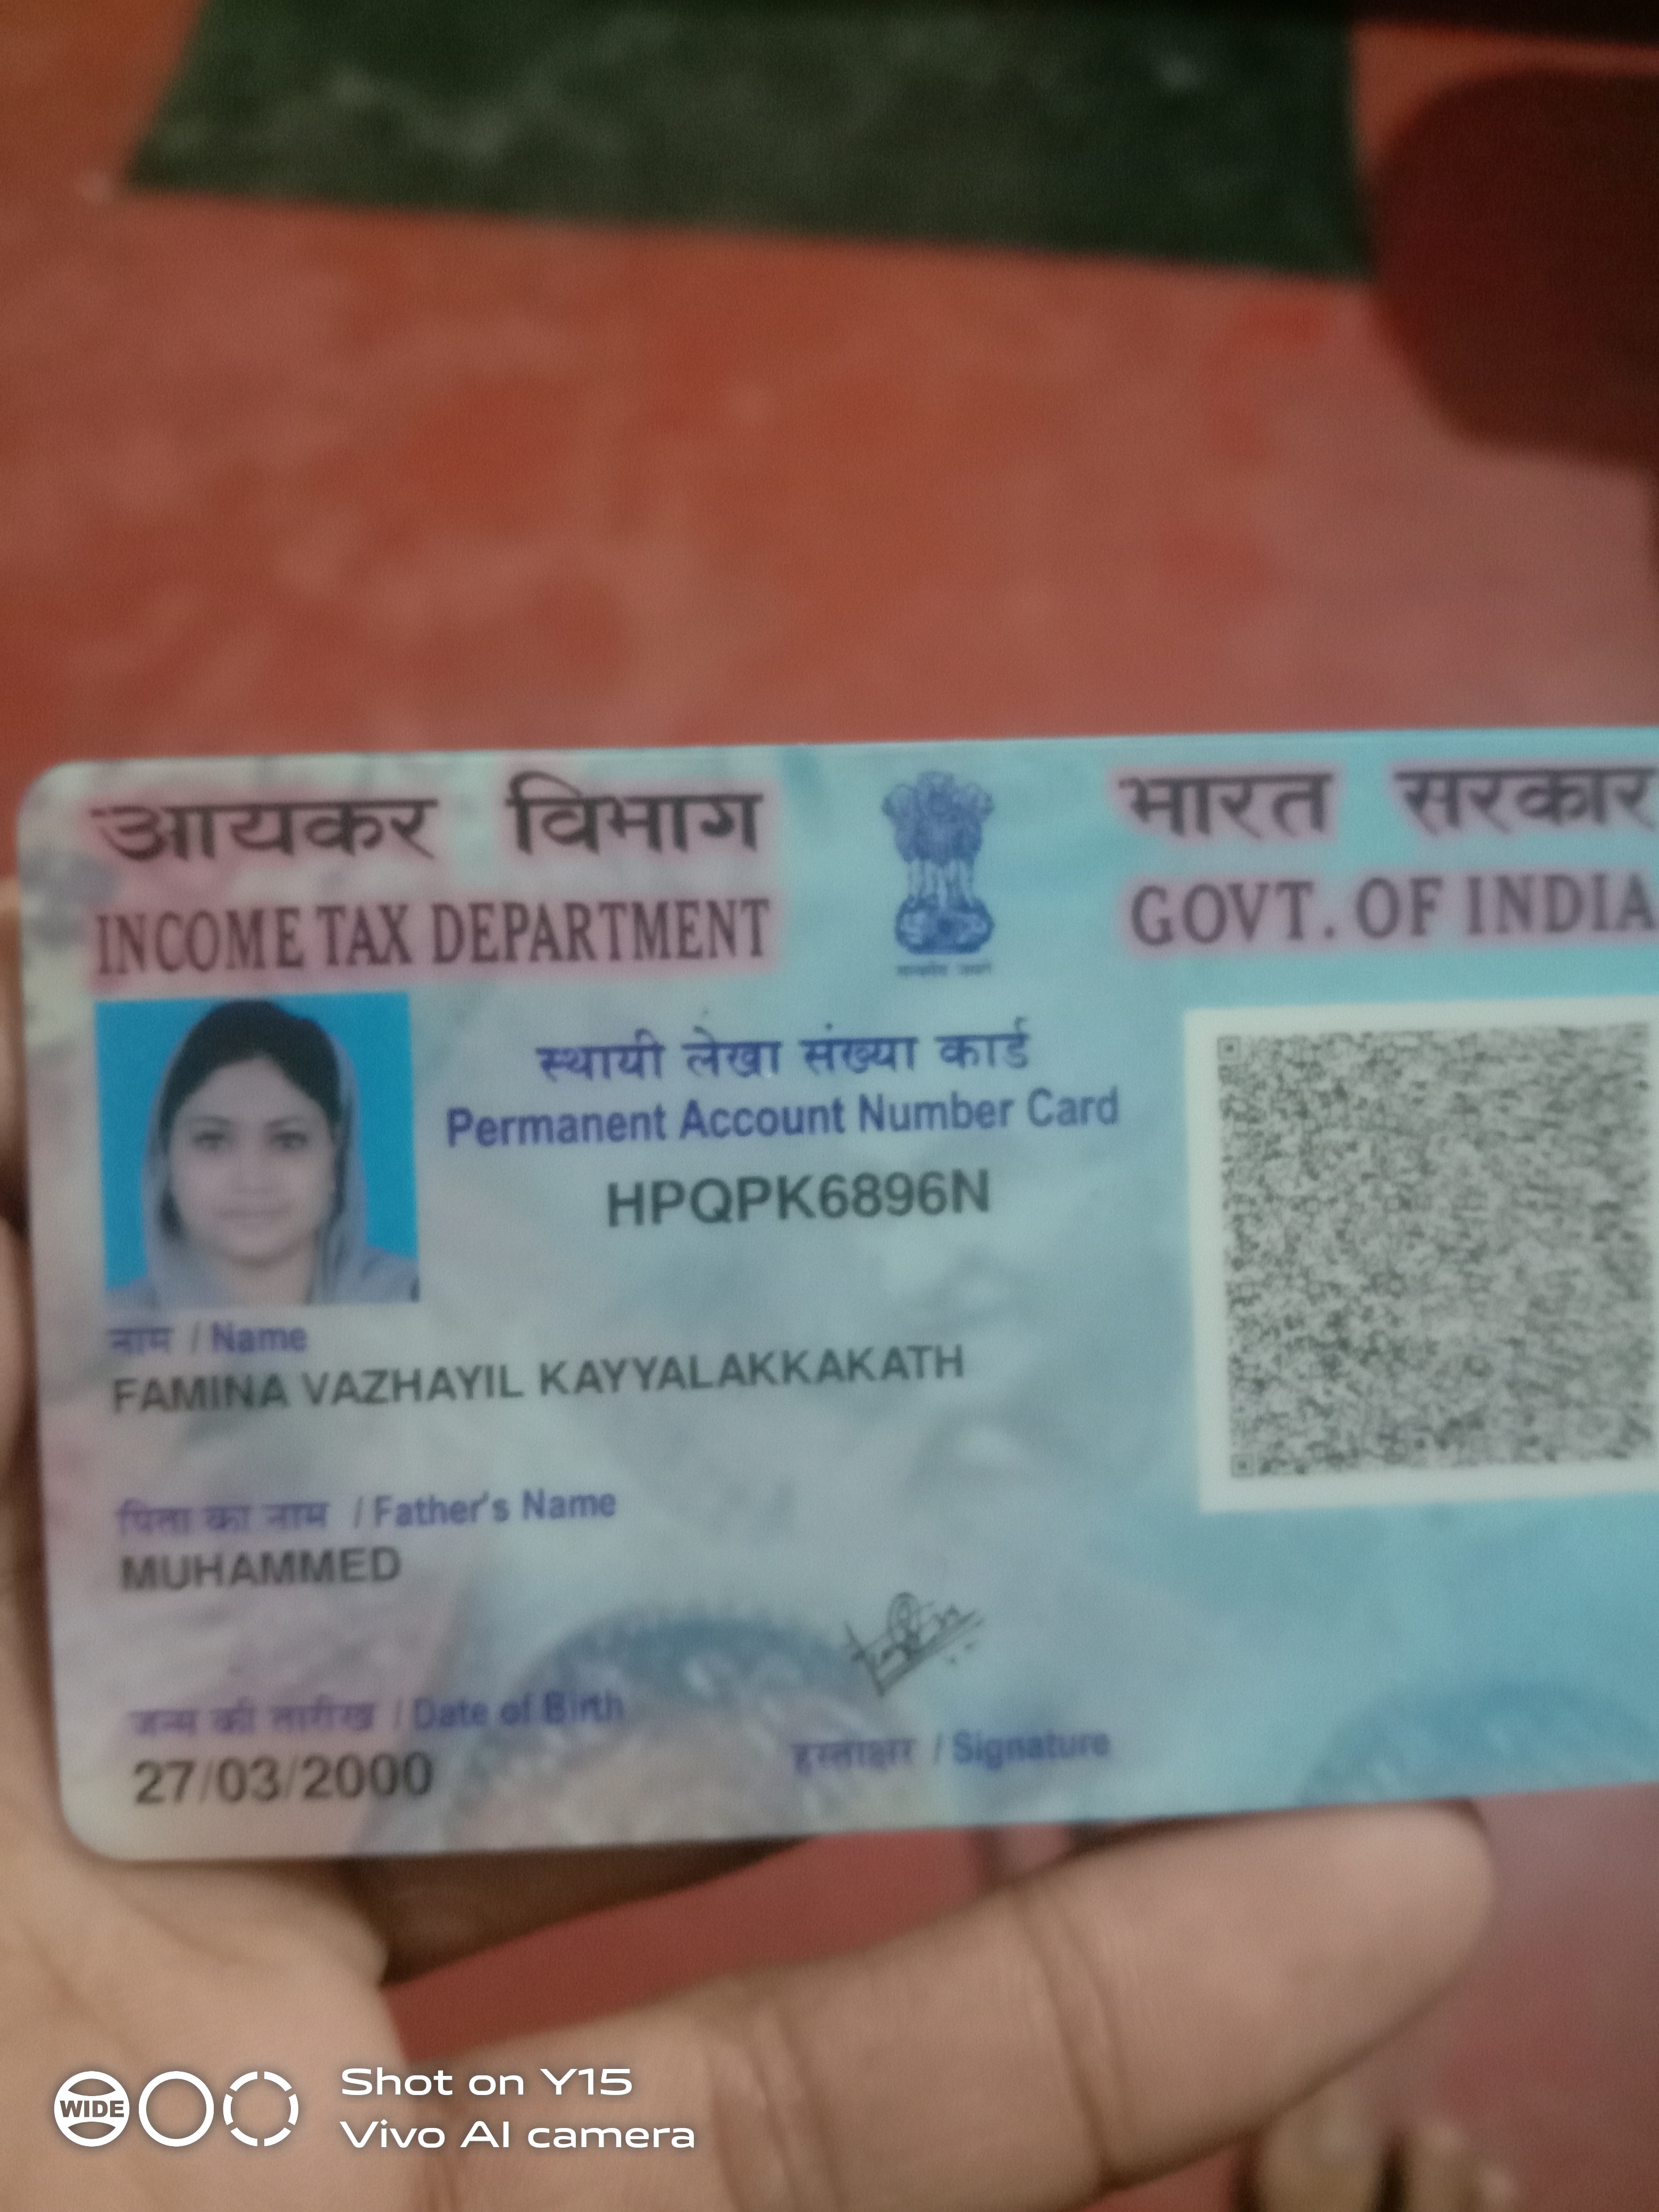 आयकर विभाग
INCOME TAX DEPARTMENT
भारत सरकार
GOVT. OF INDIA
सत्यमेव जयते
स्थायी लेखा संख्या कार्ड
Permanent Account Number Card
HPQPK6896N
नाम / Name
FAMINA VAZHAYIL KAYYALAKKAKATH
पिता का नाम / Father's Name
MUHAMMED
जन्म की तारीख / Date of Birth
27/03/2000
हस्ताक्षर / Signature
WIDE
Shot on Y15
Vivo AI camera